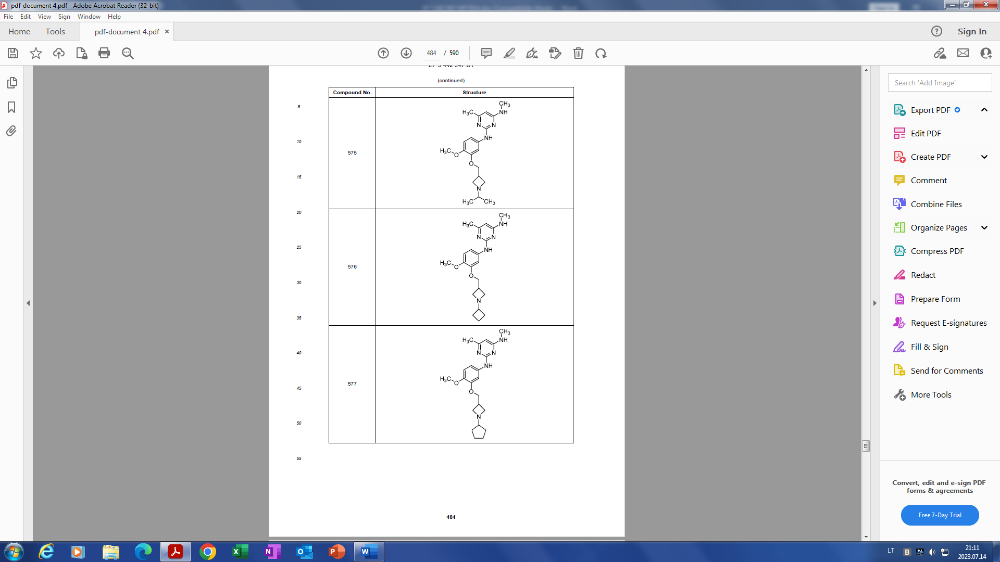 pdf-document 4.pdf - Adobe Acrobat Reader (32-bit)
File Edit View Sign Window Help
Home Tools pdf-document 4.pdf × Sign In
484 / 590
(continued)
Compound No. Structure
5
10
15
20
25
30
35
40
45
50
55
575
CH3
H3C NH
N N
NH
H3C O
O
N
H3C CH3
576
CH3
H3C NH
N N
NH
H3C O
O
N
577
CH3
H3C NH
N N
NH
H3C O
O
N
484
Search 'Add Image'
Export PDF
Edit PDF
Create PDF
Comment
Combine Files
Organize Pages
Compress PDF
Redact
Prepare Form
Request E-signatures
Fill & Sign
Send for Comments
More Tools
Convert, edit and e-sign PDF
forms & agreements
Free 7-Day Trial
LT
21:11
2023.07.14